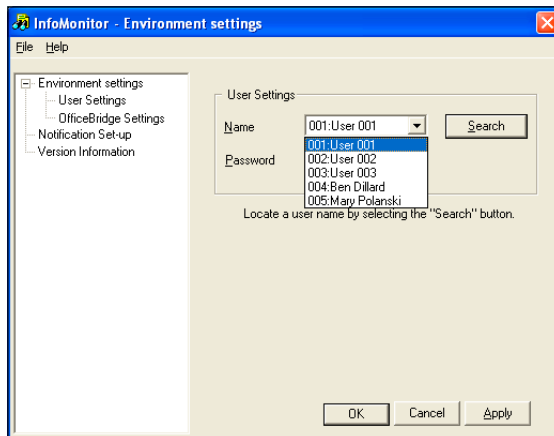 InfoMonitor - Environment settings
File Help
Environment settings
User Settings
OfficeBridge Settings
Notification Set-up
Version Information
User Settings
Name 001:User 001 Search
001:User 001
002:User 002
003:User 003
004:Ben Dillard
005:Mary Polanski
Password
Locate a user name by selecting the "Search" button.
OK Cancel Apply